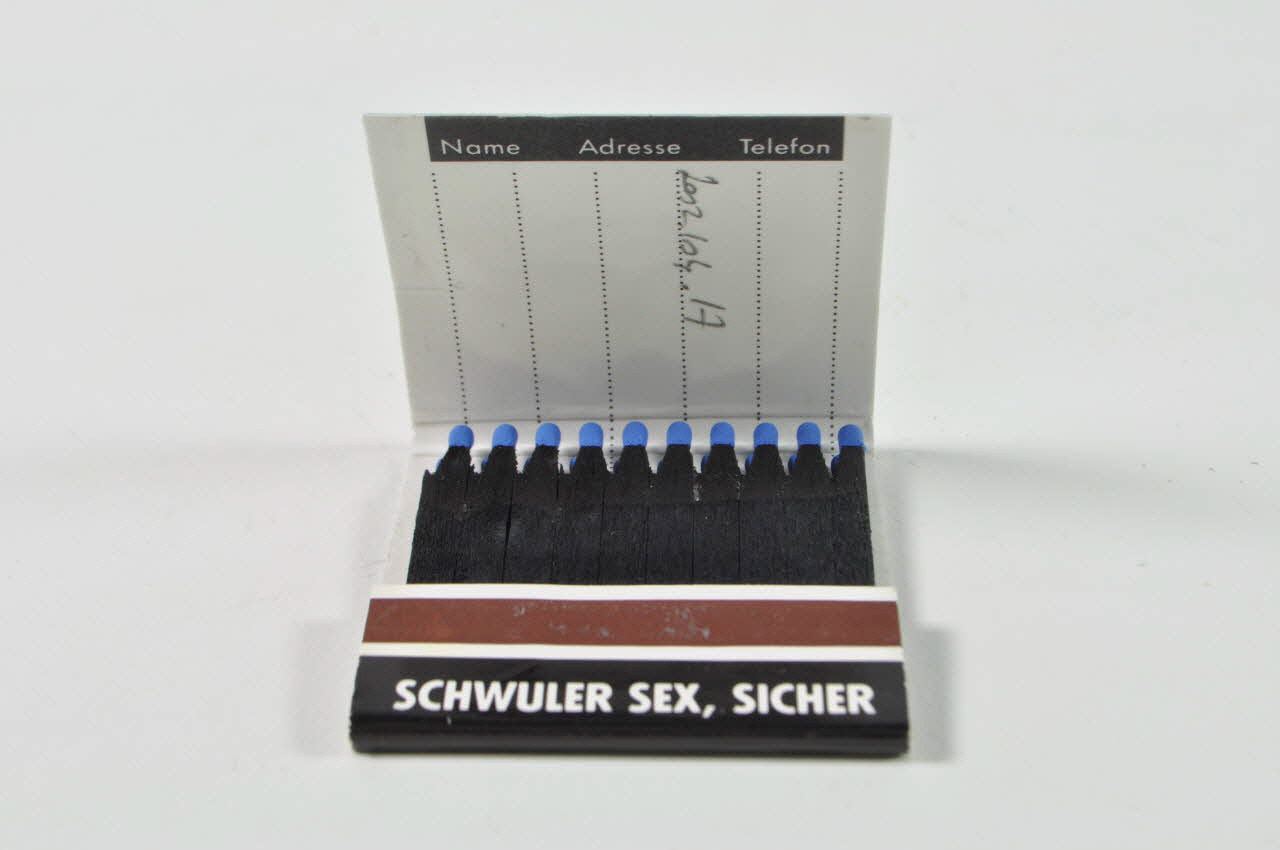 Name Adresse Telefon
2002.104.17
SCHWULER SEX, SICHER